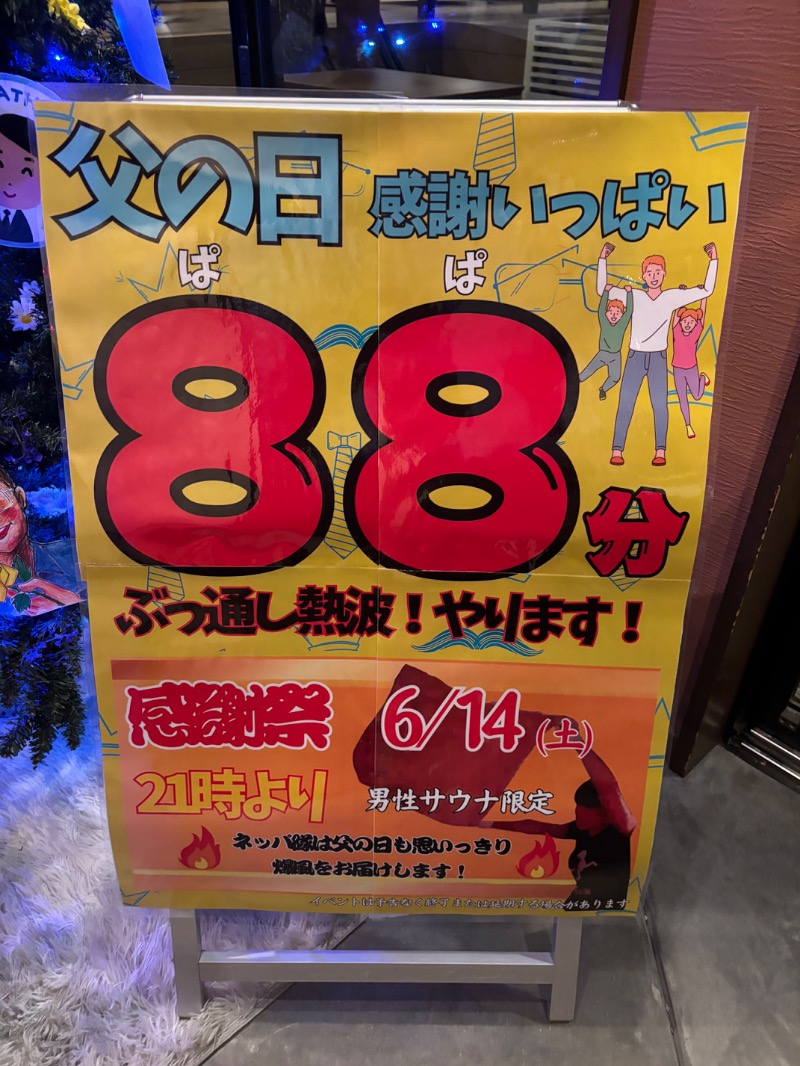 父の日 感謝いっぱい
ぱ ぱ
88分
ぶっ通し熱波！やります！
感謝祭 6/14(土)
21時より 男性サウナ限定
ネッパ隊は父の日も思いっきり
爆風をお届けします！
イベントは予告なく終了または延期する場合があります